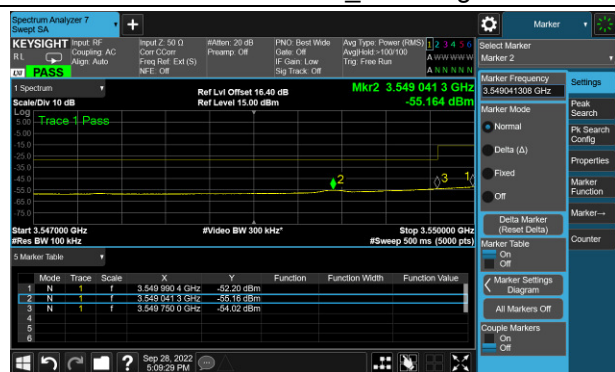 Spectrum Analyzer 7
Swept SA
Marker
KEYSIGHT
RL
PASS
Input: RF
Coupling: AC
Align: Auto
Input Z: 50 Ω
Corr CCorr
Freq Ref: Ext (S)
NFE: Off
#Atten: 20 dB
Preamp: Off
PNO: Best Wide
Gate: Off
IF Gain: Low
Sig Track: Off
Avg Type: Power (RMS)
Avg|Hold:>100/100
Trig: Free Run
1 2 3 4 5 6
A W W W W W
A N N N N N
Select Marker
Marker 2
1 Spectrum
Scale/Div 10 dB
Ref Lvl Offset 16.40 dB
Ref Level 15.00 dBm
Mkr2 3.549 041 3 GHz
-55.164 dBm
Log
Trace 1 Pass
5.00
-5.00
-15.0
-25.0
-35.0
-45.0
-55.0
-65.0
-75.0
2
3
1
Start 3.547000 GHz
#Res BW 100 kHz
#Video BW 300 kHz*
Stop 3.550000 GHz
#Sweep 500 ms (5000 pts)
5 Marker Table
Mode Trace Scale X Y Function Function Width Function Value
1 N 1 f 3.549 990 4 GHz -52.20 dBm
2 N 1 f 3.549 041 3 GHz -55.16 dBm
3 N 1 f 3.549 750 0 GHz -54.02 dBm
4
5
6
Marker Frequency
3.549041308 GHz
Marker Mode
Normal
Delta (Δ)
Fixed
Off
Delta Marker
(Reset Delta)
Marker Table
On
Off
Marker Settings
Diagram
All Markers Off
Couple Markers
On
Off
Settings
Peak
Search
Pk Search
Config
Properties
Marker
Function
Marker→
Counter
?
Sep 28, 2022
5:09:29 PM